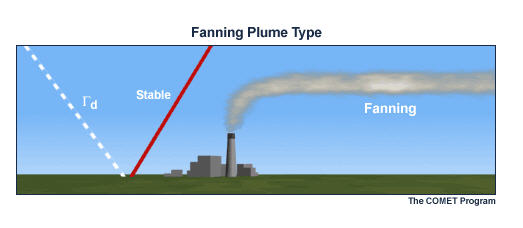 Fanning Plume Type
Stable
Γd
Fanning
The COMET Program